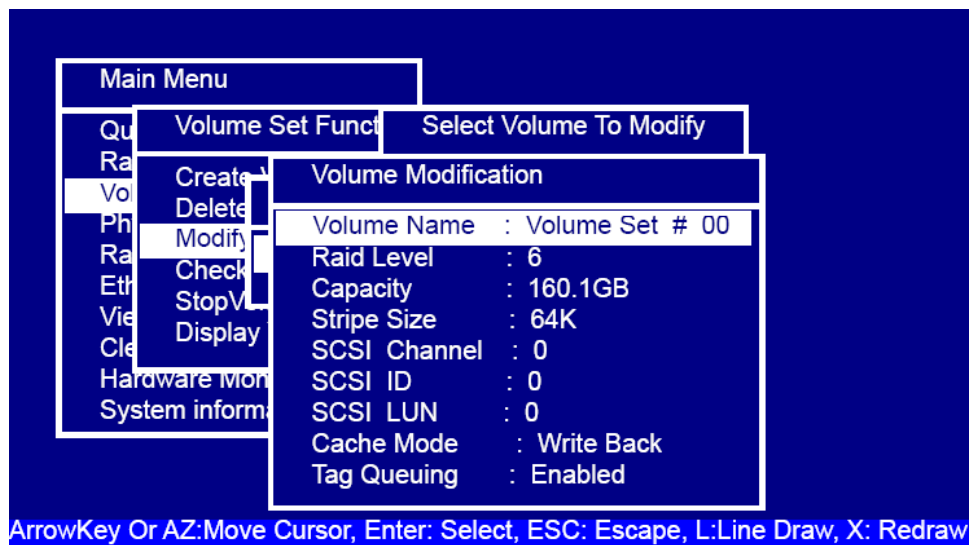 Main Menu
Volume Set Funct
Select Volume To Modify
Volume Modification
Qu
Ra
Vol
Ph
Ra
Eth
Vie
Cle
Hardware Mon
System informa
Create V
Delete
Modify
Check
StopVe
Display
Volume Name : Volume Set # 00
Raid Level : 6
Capacity : 160.1GB
Stripe Size : 64K
SCSI Channel : 0
SCSI ID : 0
SCSI LUN : 0
Cache Mode : Write Back
Tag Queuing : Enabled
ArrowKey Or AZ:Move Cursor, Enter: Select, ESC: Escape, L:Line Draw, X: Redraw